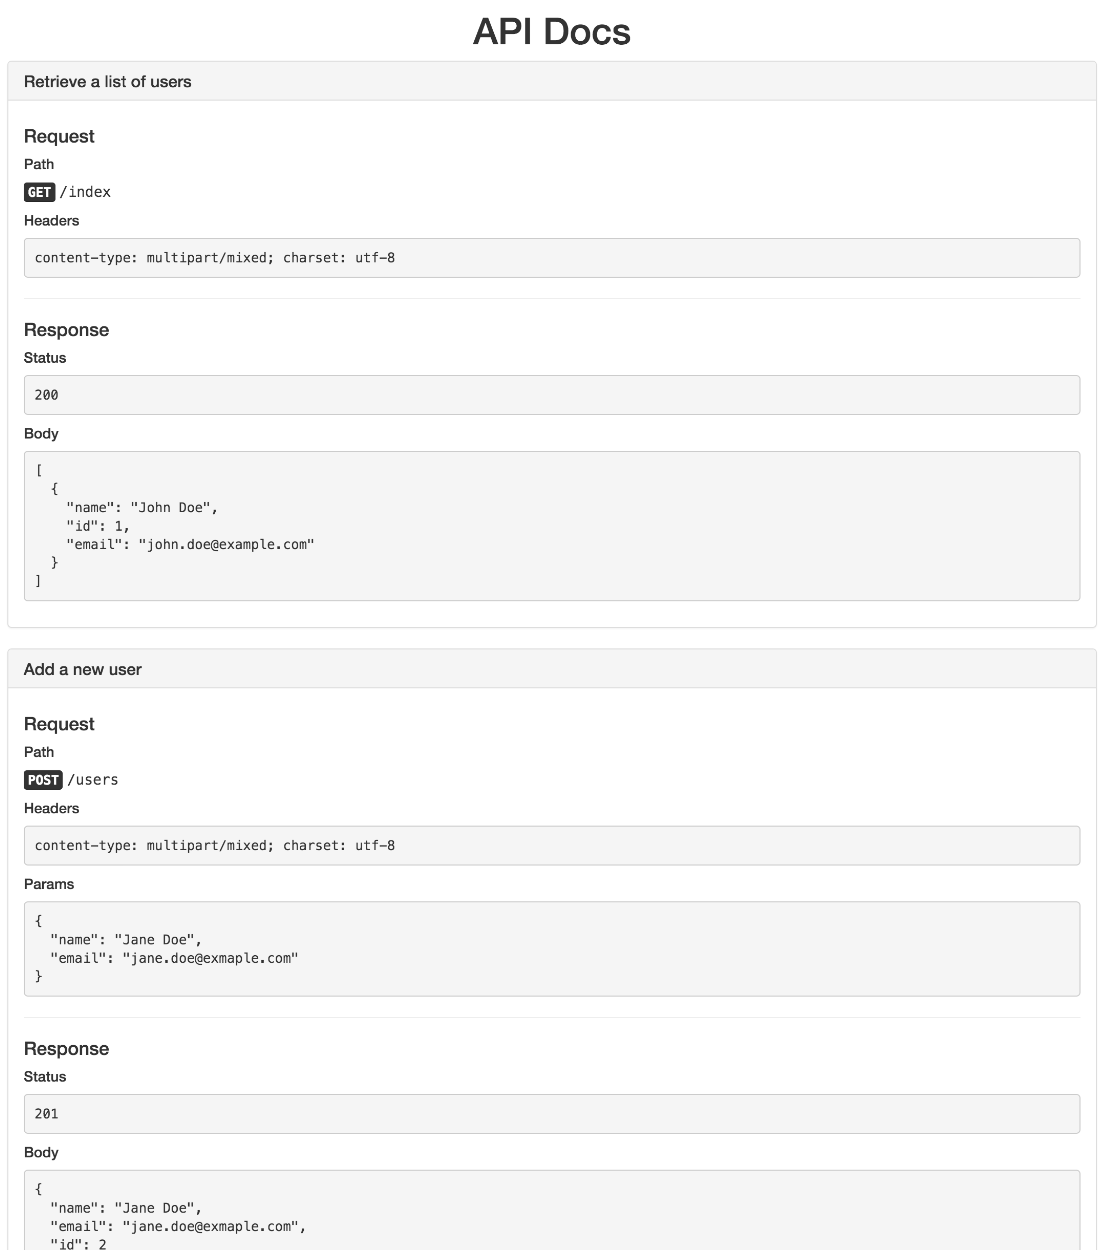 API Docs
Retrieve a list of users
Request
Path
GET /index
Headers
content-type: multipart/mixed; charset: utf-8
Response
Status
200
Body
[
  {
    "name": "John Doe",
    "id": 1,
    "email": "john.doe@example.com"
  }
]
Add a new user
Request
Path
POST /users
Headers
content-type: multipart/mixed; charset: utf-8
Params
{
  "name": "Jane Doe",
  "email": "jane.doe@exmaple.com"
}
Response
Status
201
Body
{
  "name": "Jane Doe",
  "email": "jane.doe@exmaple.com",
  "id": 2